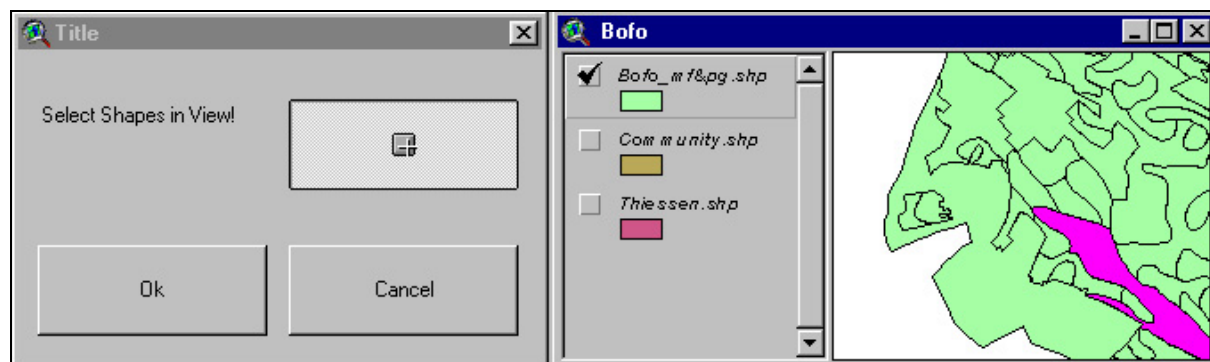 Title
Select Shapes in View!
Ok
Cancel
Bofo
Bofo_mf&pg.shp
Community.shp
Thiessen.shp